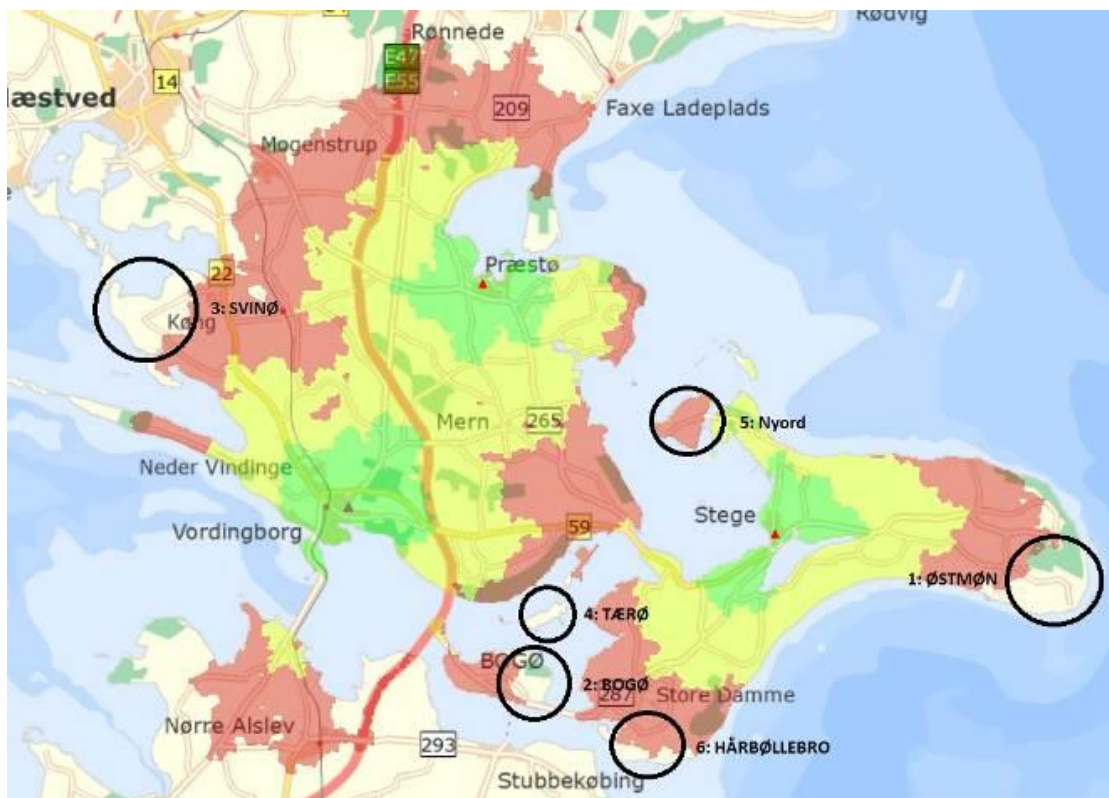 Rødvig
Rønnede
E47
E55
14
209
Næstved
Faxe Ladeplads
Mogenstrup
Præstø
22
3: SVINØ
Køng
Mern
265
5: Nyord
Neder Vindinge
Stege
Vordingborg
59
1: ØSTMØN
4: TÆRØ
BOGØ
2: BOGØ
287
Store Damme
Nørre Alslev
293
6: HÅRBØLLEBRO
Stubbekøbing